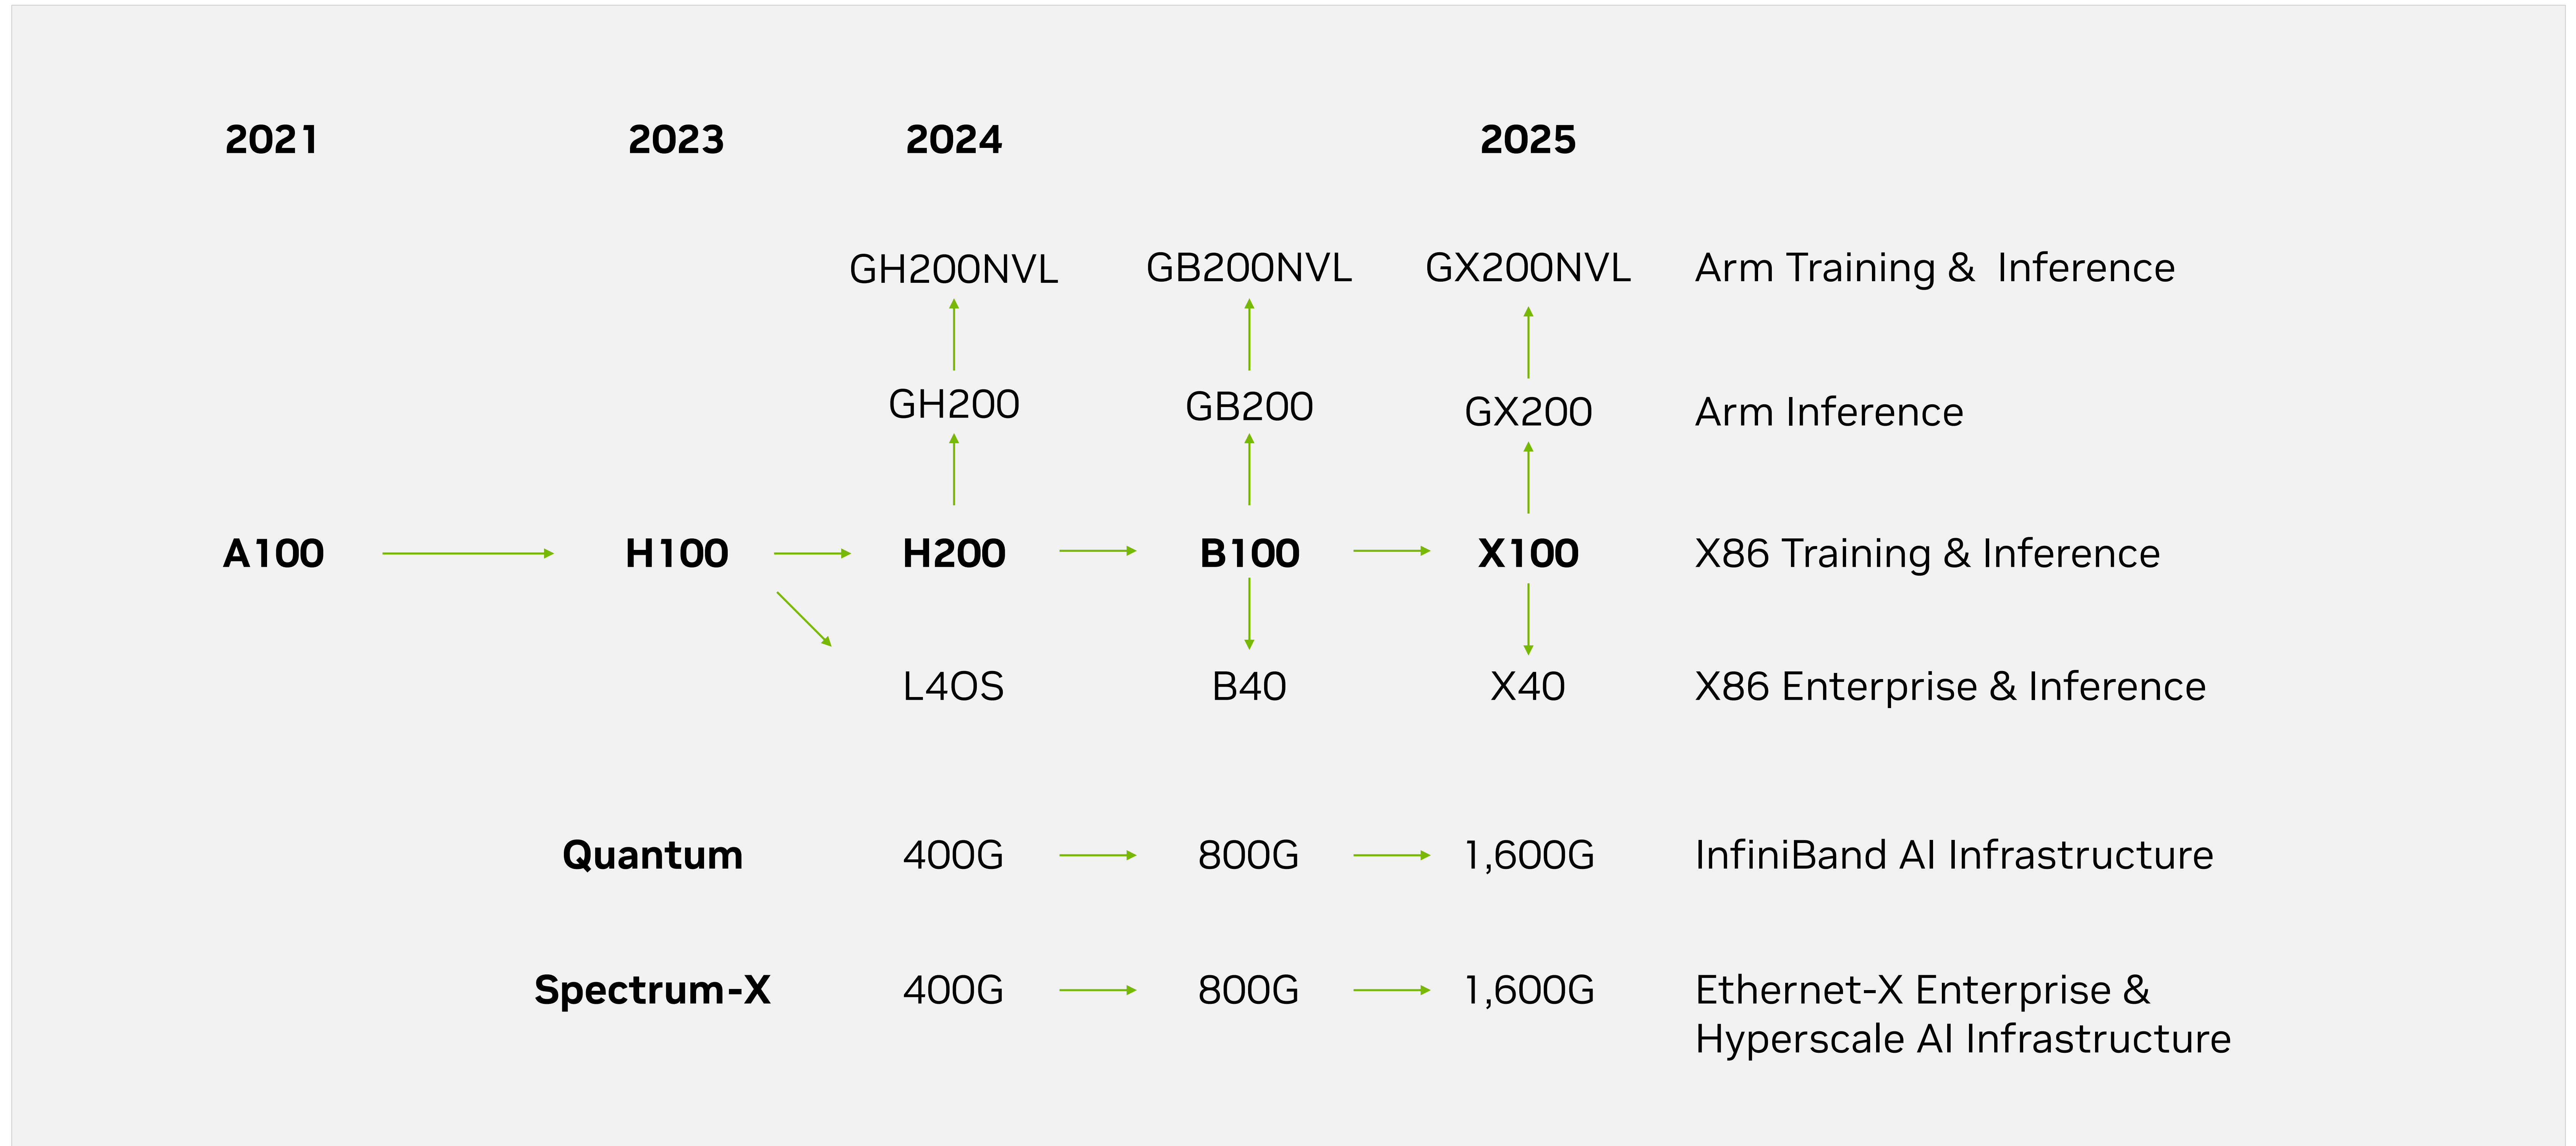 2021 2023 2024 2025
GH200NVL GB200NVL GX200NVL Arm Training & Inference
GH200 GB200 GX200 Arm Inference
A100 H100 H200 B100 X100 X86 Training & Inference
L4OS B40 X40 X86 Enterprise & Inference
Quantum 400G 800G 1,600G InfiniBand AI Infrastructure
Spectrum-X 400G 800G 1,600G Ethernet-X Enterprise &
Hyperscale AI Infrastructure